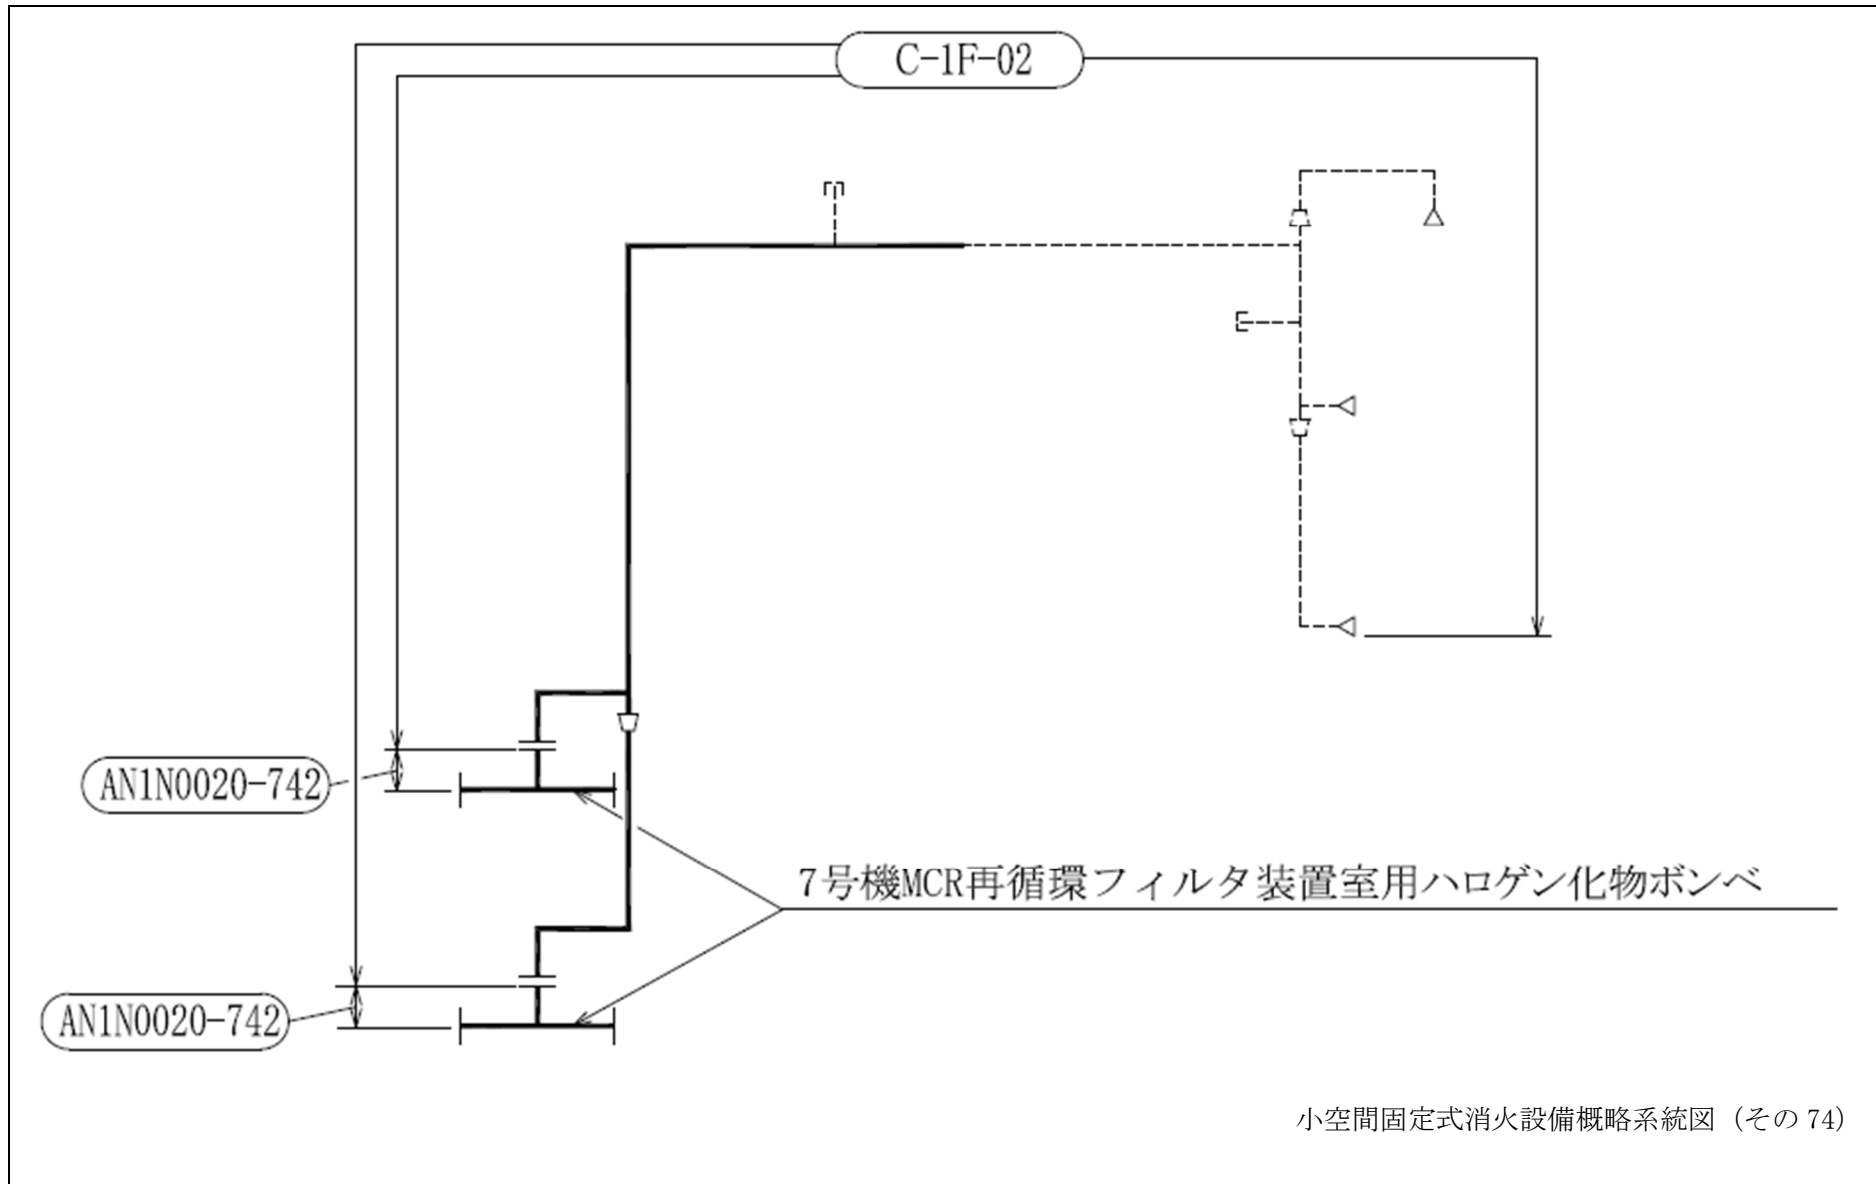 C-1F-02
AN1N0020-742
7号機MCR再循環フィルタ装置室用ハロゲン化物ボンベ
AN1N0020-742
小空間固定式消火設備概略系統図（その 74）